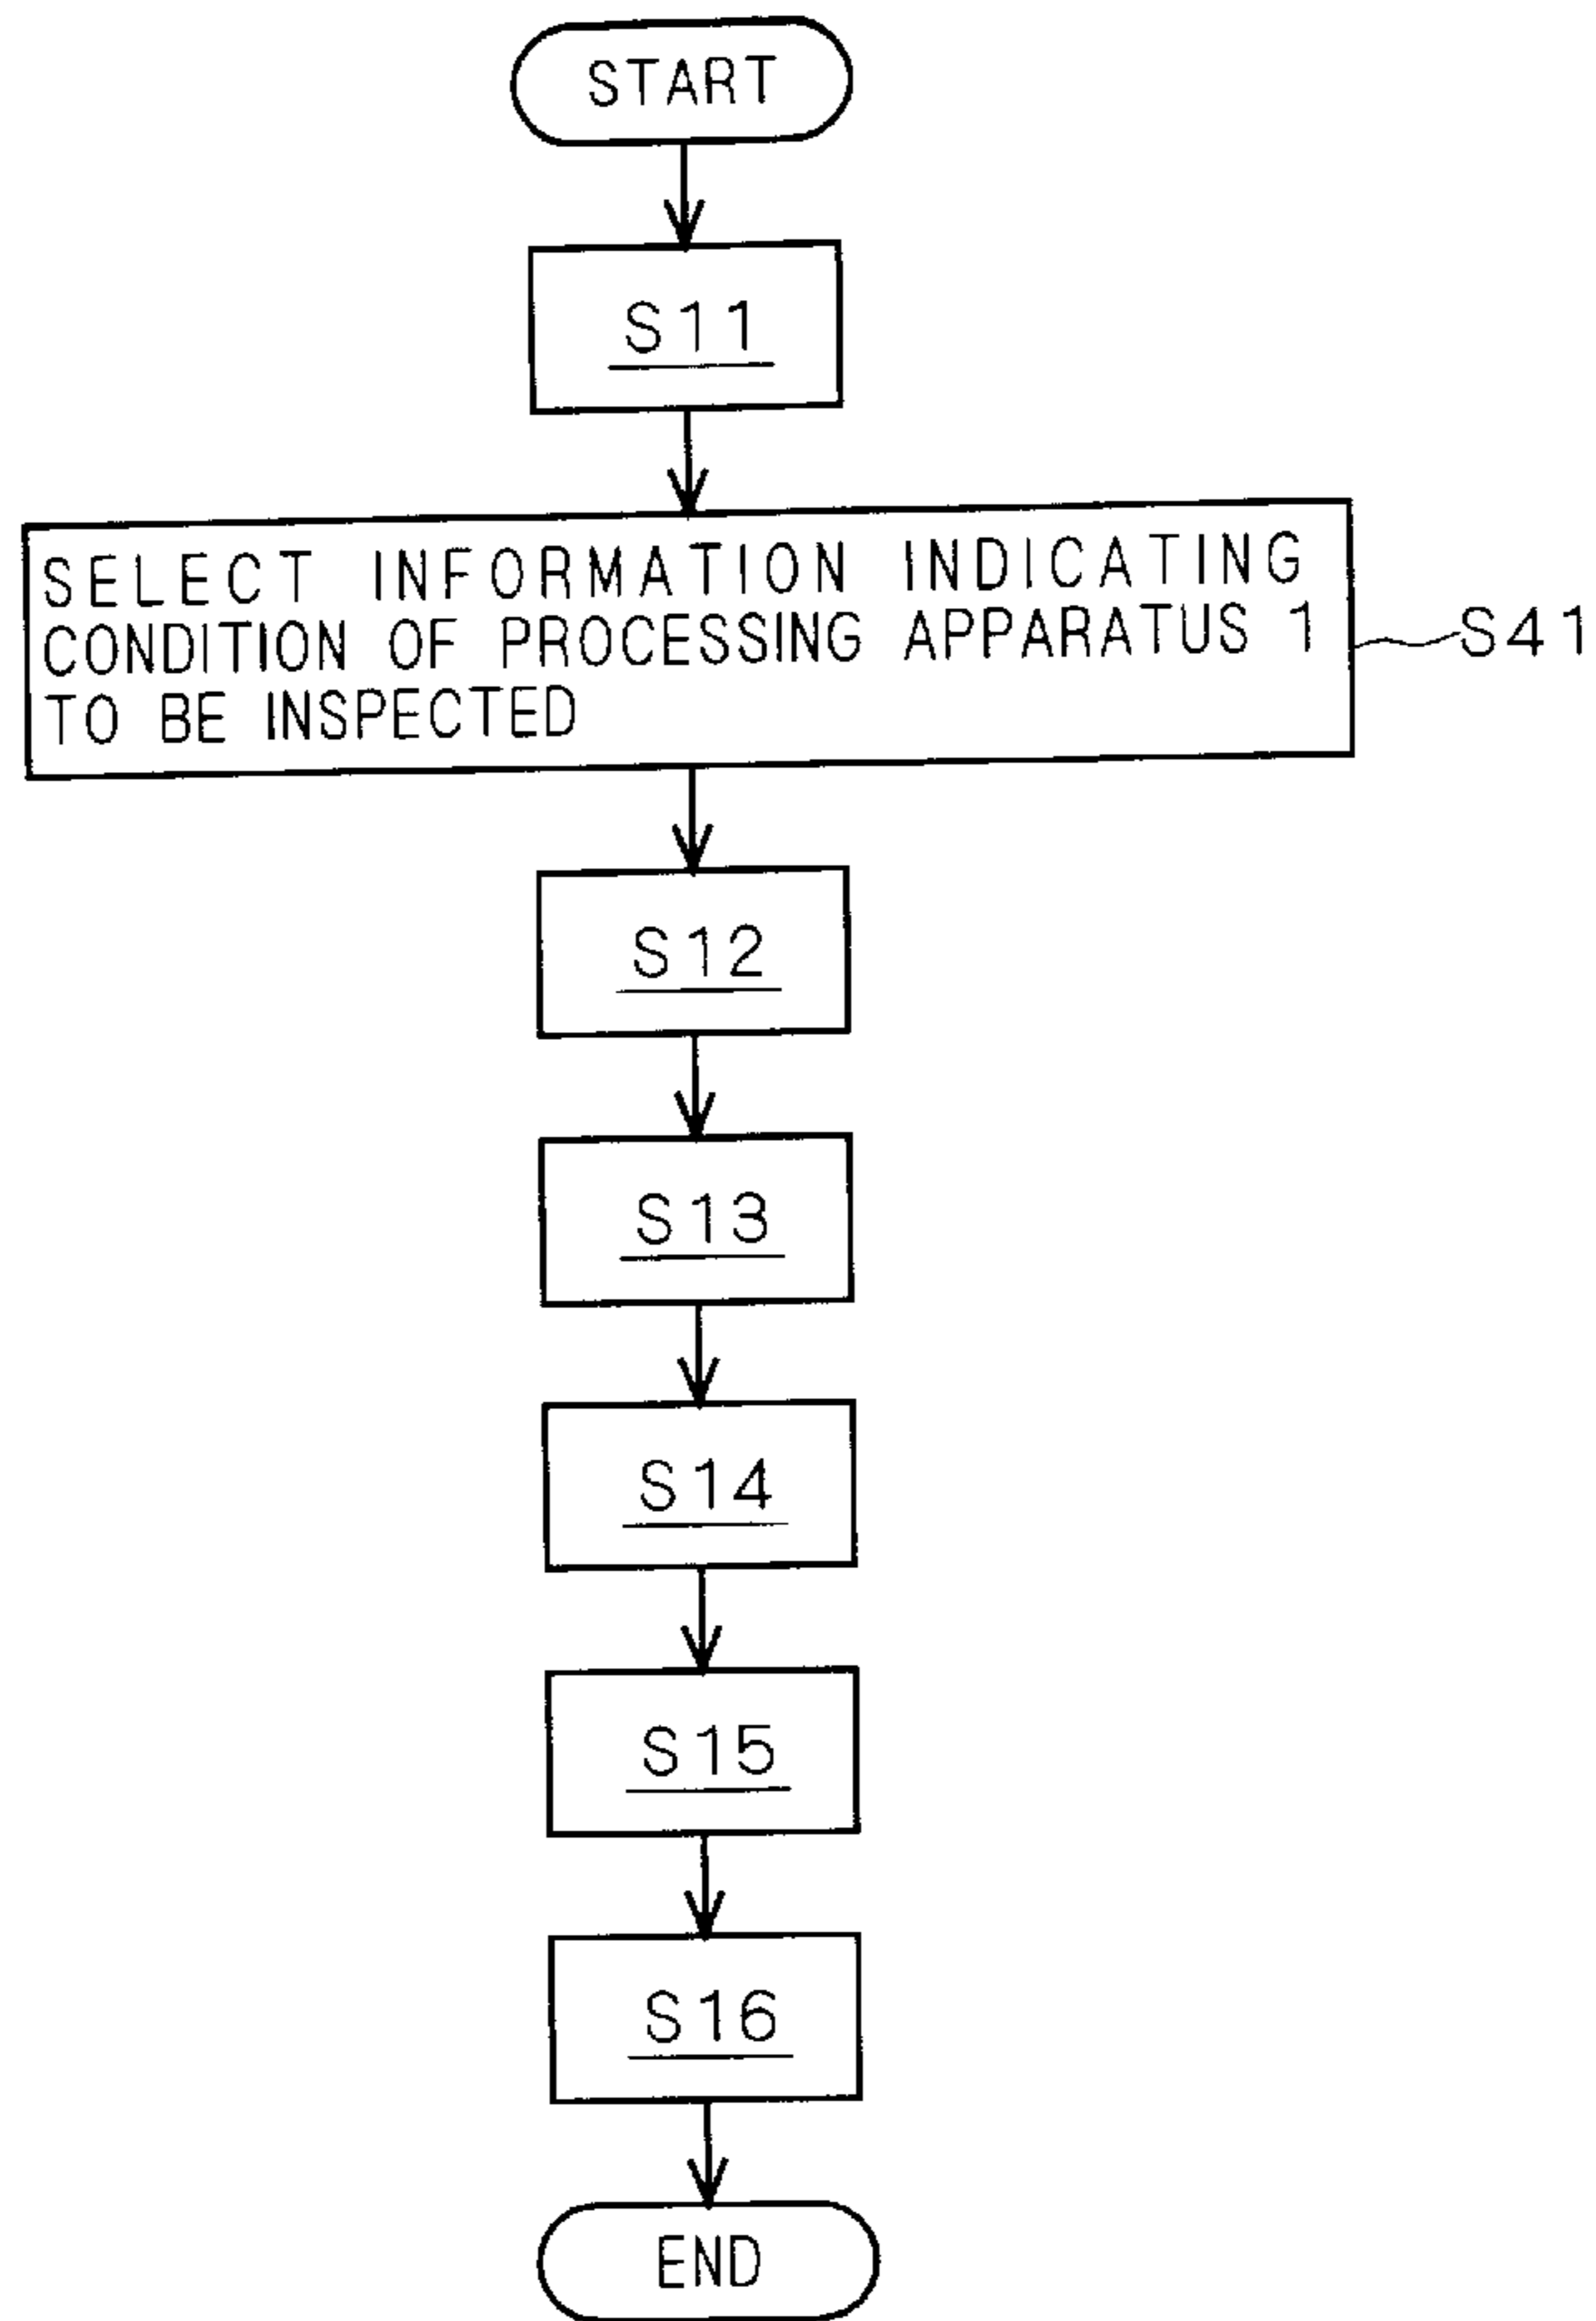 START
S11
SELECT INFORMATION INDICATING
CONDITION OF PROCESSING APPARATUS 1
TO BE INSPECTED
S41
S12
S13
S14
S15
S16
END